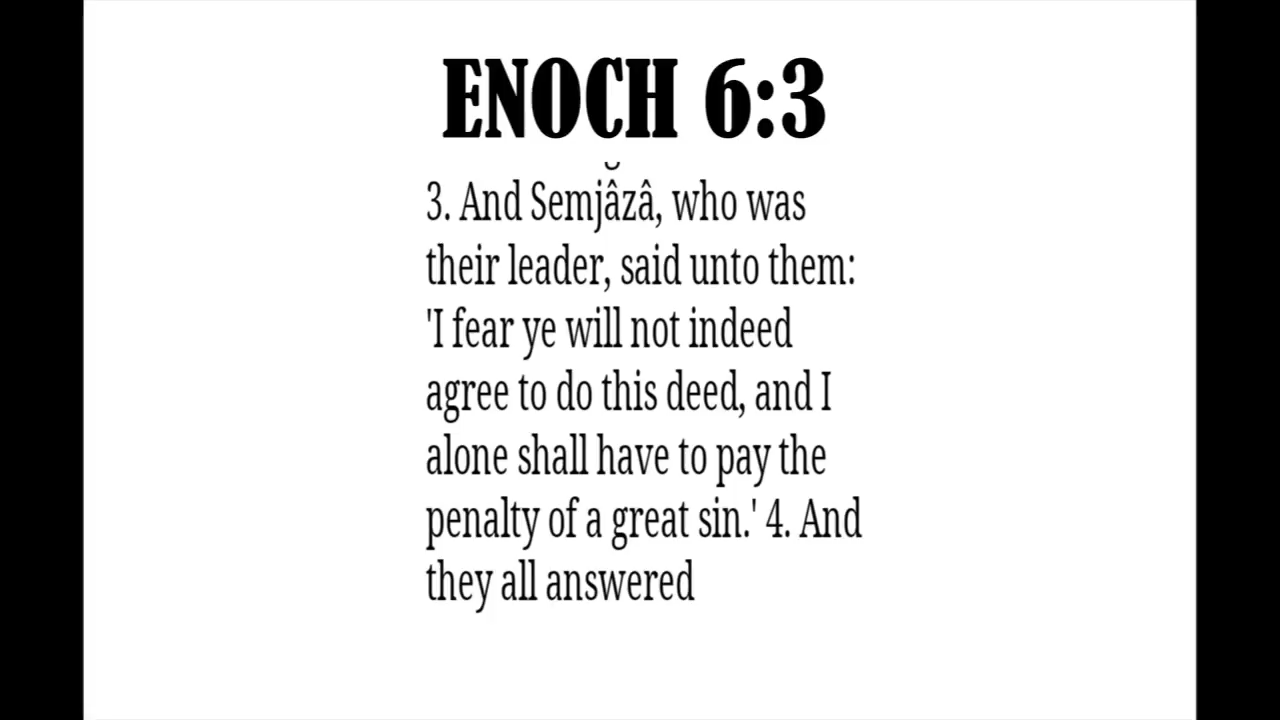 ENOCH 6:3
3. And Semjâzâ, who was
their leader, said unto them:
'I fear ye will not indeed
agree to do this deed, and I
alone shall have to pay the
penalty of a great sin.' 4. And
they all answered